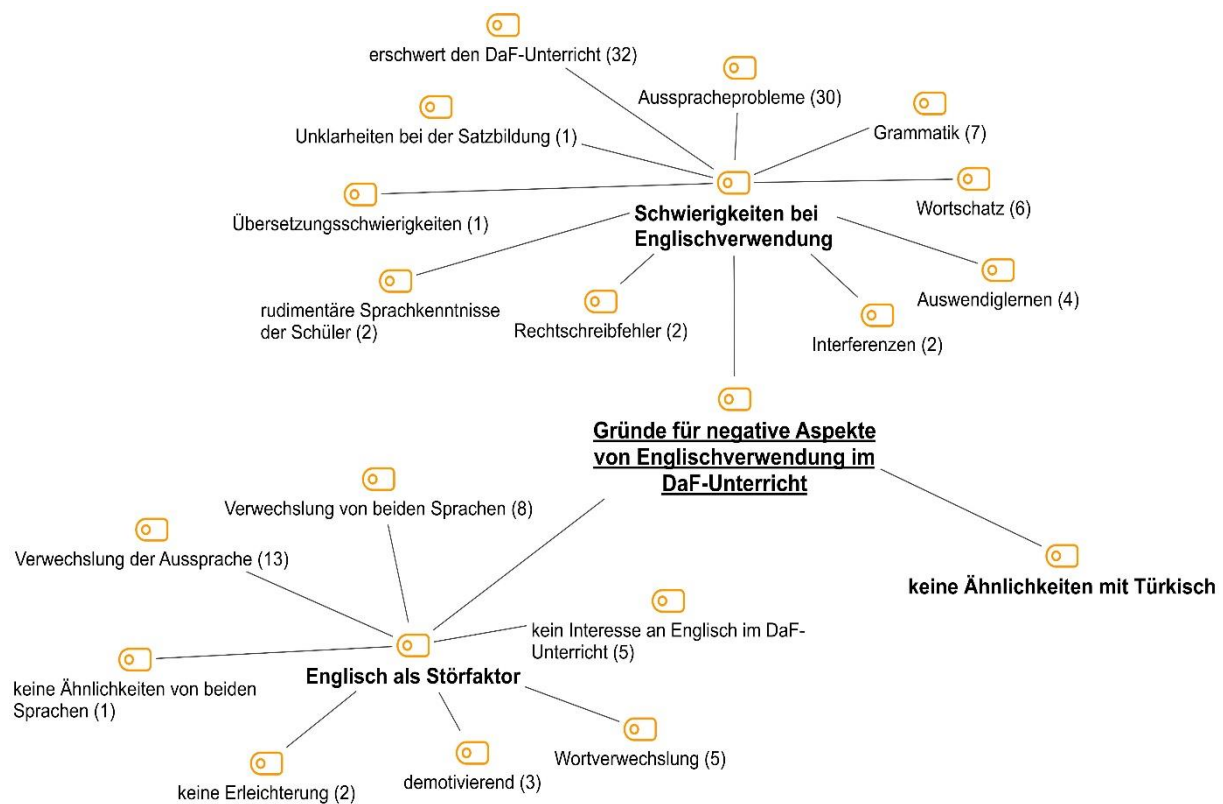 erschwert den DaF-Unterricht (32)
Ausspracheprobleme (30)
Grammatik (7)
Unklarheiten bei der Satzbildung (1)
Wortschatz (6)
Übersetzungsschwierigkeiten (1)
Schwierigkeiten bei
Englischverwendung
Auswendiglernen (4)
rudimentäre Sprachkenntnisse
der Schüler (2)
Rechtschreibfehler (2)
Interferenzen (2)
Gründe für negative Aspekte
von Englischverwendung im
DaF-Unterricht
Verwechslung von beiden Sprachen (8)
Verwechslung der Aussprache (13)
keine Ähnlichkeiten mit Türkisch
kein Interesse an Englisch im DaF-
Unterricht (5)
Englisch als Störfaktor
keine Ähnlichkeiten von beiden
Sprachen (1)
Wortverwechslung (5)
demotivierend (3)
keine Erleichterung (2)